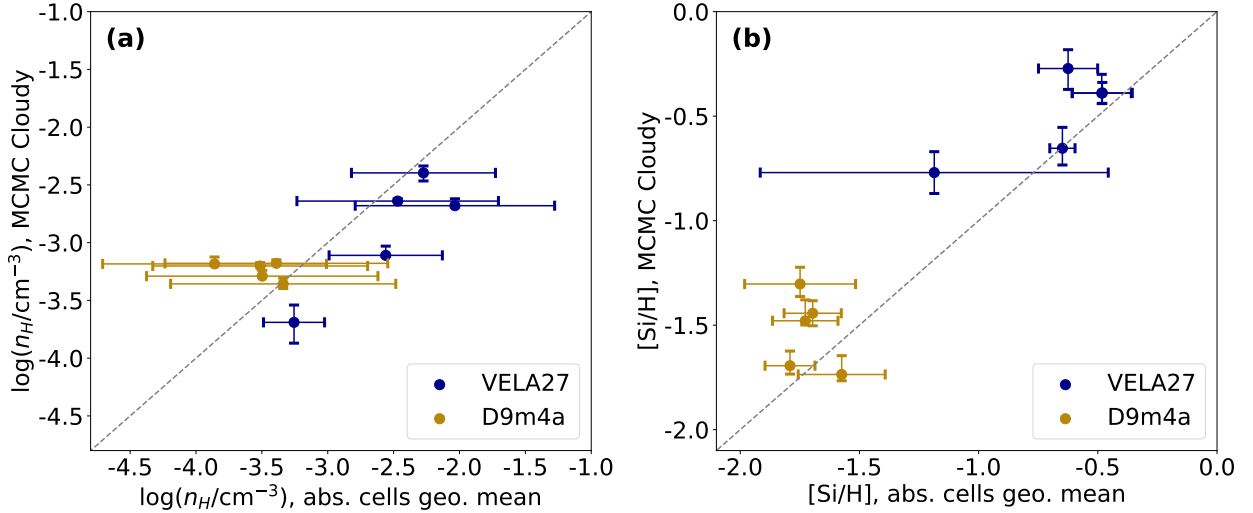 (a)
log(n_H/cm^−3), MCMC Cloudy
-1.0
-1.5
-2.0
-2.5
-3.0
-3.5
-4.0
-4.5
VELA27
D9m4a
-4.5 -4.0 -3.5 -3.0 -2.5 -2.0 -1.5 -1.0
log(n_H/cm^−3), abs. cells geo. mean
(b)
[Si/H], MCMC Cloudy
0.0
-0.5
-1.0
-1.5
-2.0
VELA27
D9m4a
-2.0 -1.5 -1.0 -0.5 0.0
[Si/H], abs. cells geo. mean